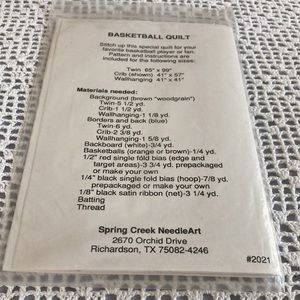 BASKETBALL QUILT
Stitch up this special quilt for your
favorite basketball player or fan.
Pattern and instructions are
included for the following sizes:
Twin 65" x 99"
Crib (shown) 41" x 57"
Wallhanging 41" x 41"
Materials needed:
Background (brown "woodgrain")
Twin-5 1/2 yd.
Crib-1 1/2 yd.
Wallhanging-1 1/8 yd.
Borders and back (blue)
Twin-6 yd.
Crib-2 3/8 yd.
Wallhanging-1 5/8 yd.
Backboard (white)-3/4 yd.
Basketballs (orange or brown)-1/4 yd.
1/2" red single fold bias (edge and
target areas)-3 3/4 yd. prepackaged
or make your own
1/4" black single fold bias (hoop)-7/8 yd.
prepackaged or make your own
1/8" black satin ribbon (net)-3 1/4 yd.
Batting
Thread
Spring Creek NeedleArt
2670 Orchid Drive
Richardson, TX 75082-4246
#2021